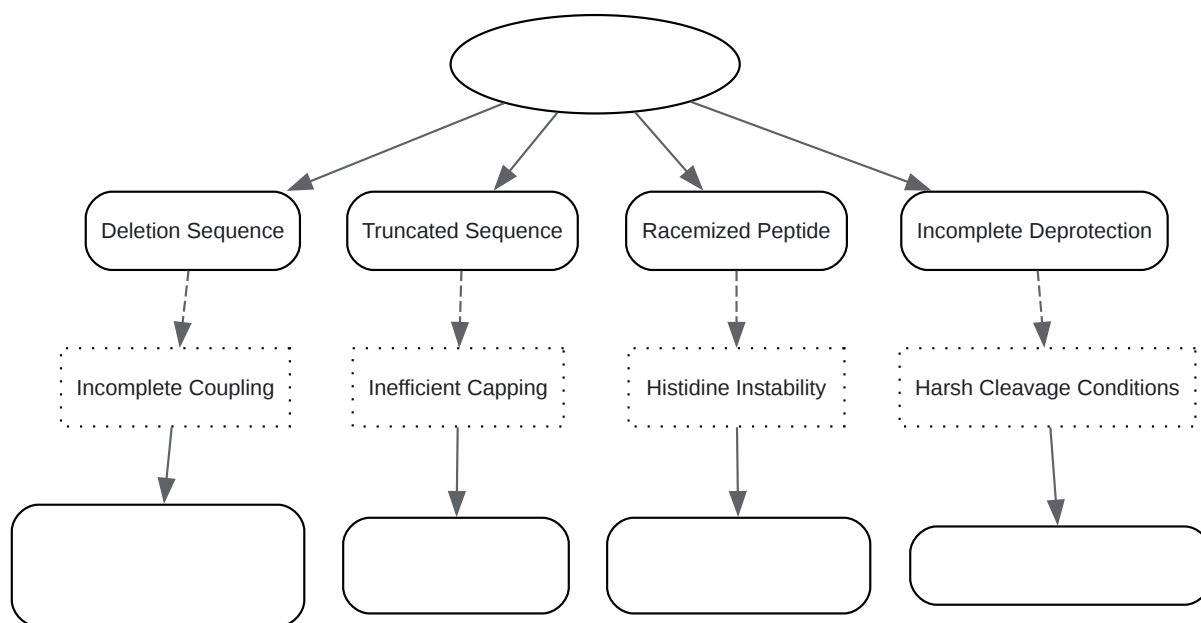 Deletion Sequence
Truncated Sequence
Racemized Peptide
Incomplete Deprotection
Incomplete Coupling
Inefficient Capping
Histidine Instability
Harsh Cleavage Conditions